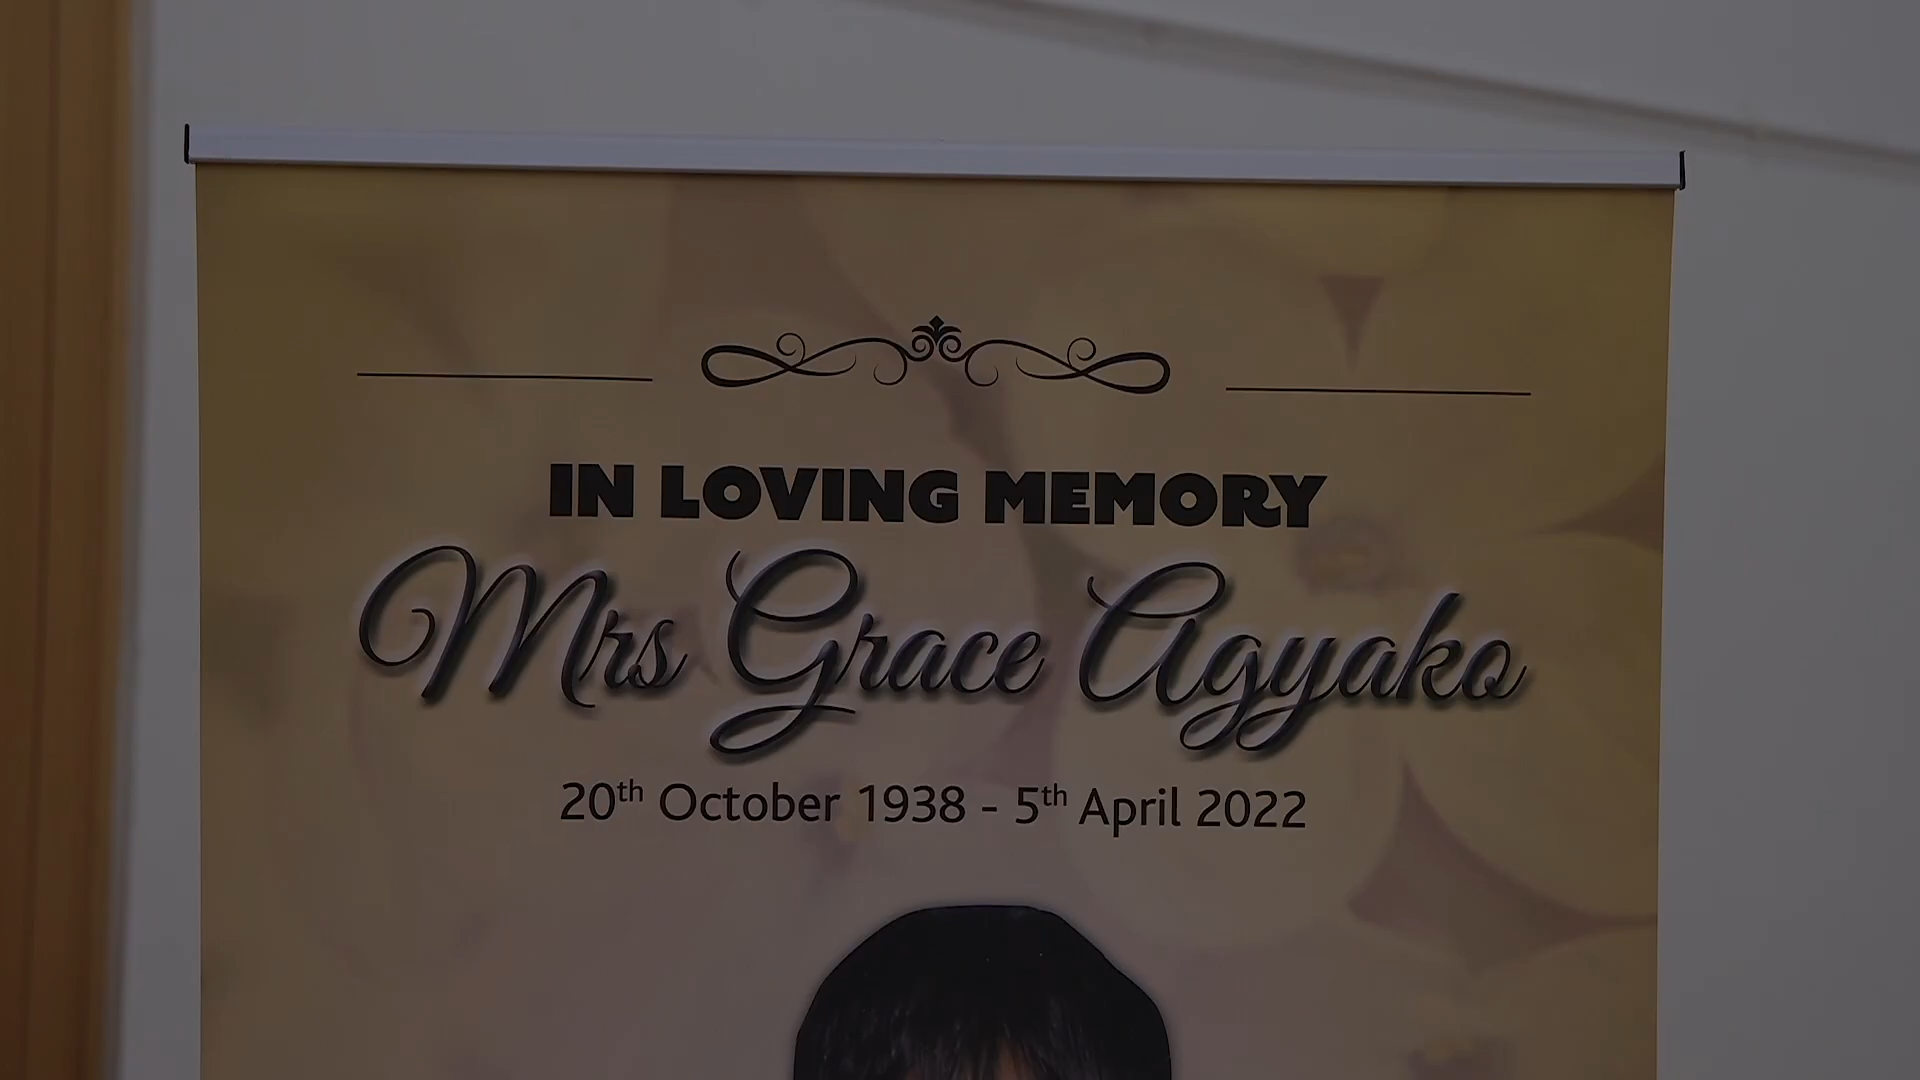 IN LOVING MEMORY
Mrs Grace Agyako
20th October 1938 - 5th April 2022